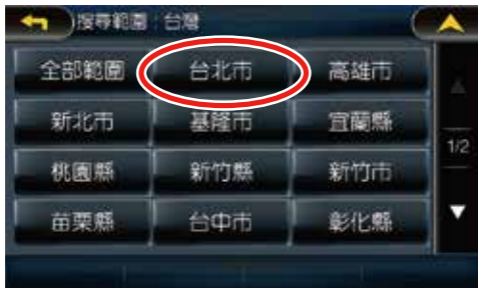 搜尋範圍:台灣
全部範圍 台北市 高雄市
新北市 基隆市 宜蘭縣
1/2
桃園縣 新竹縣 新竹市
苗栗縣 台中市 彰化縣